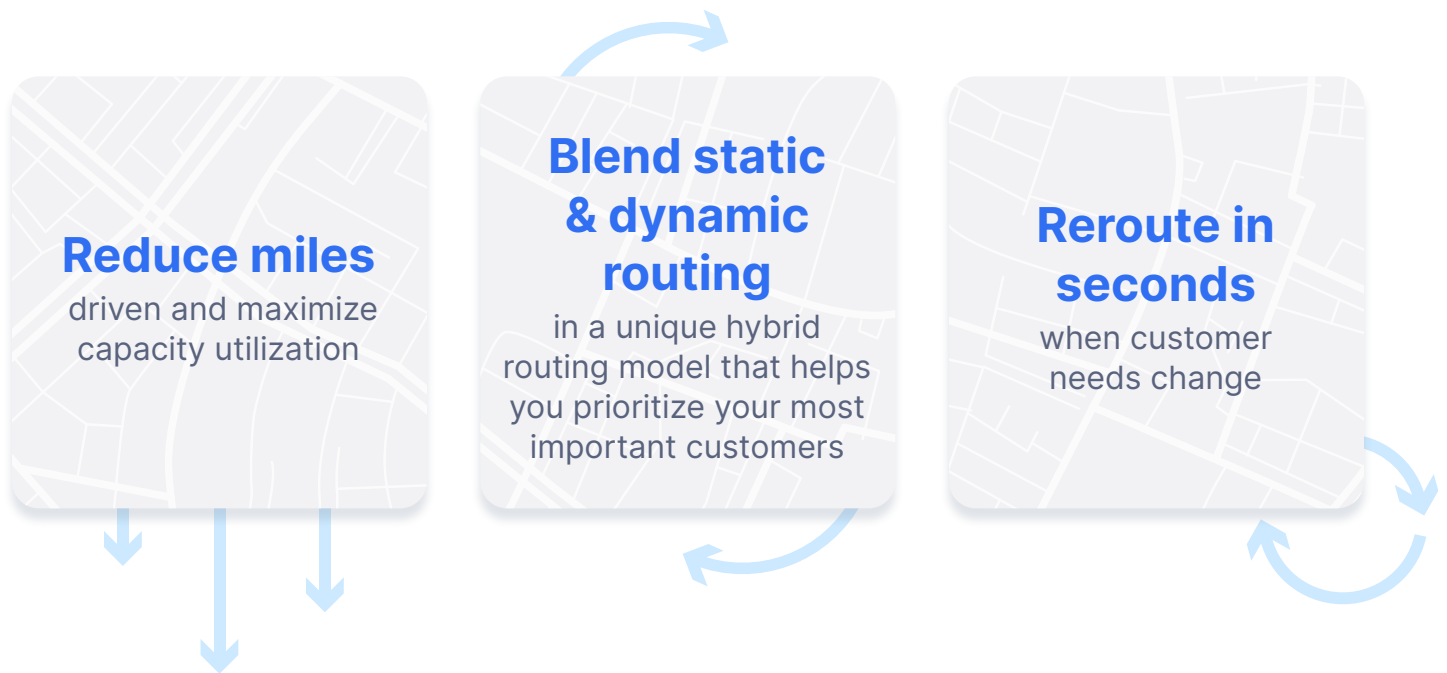 Reduce miles
driven and maximize
capacity utilization
Blend static
& dynamic
routing
in a unique hybrid
routing model that helps
you prioritize your most
important customers
Reroute in
seconds
when customer
needs change